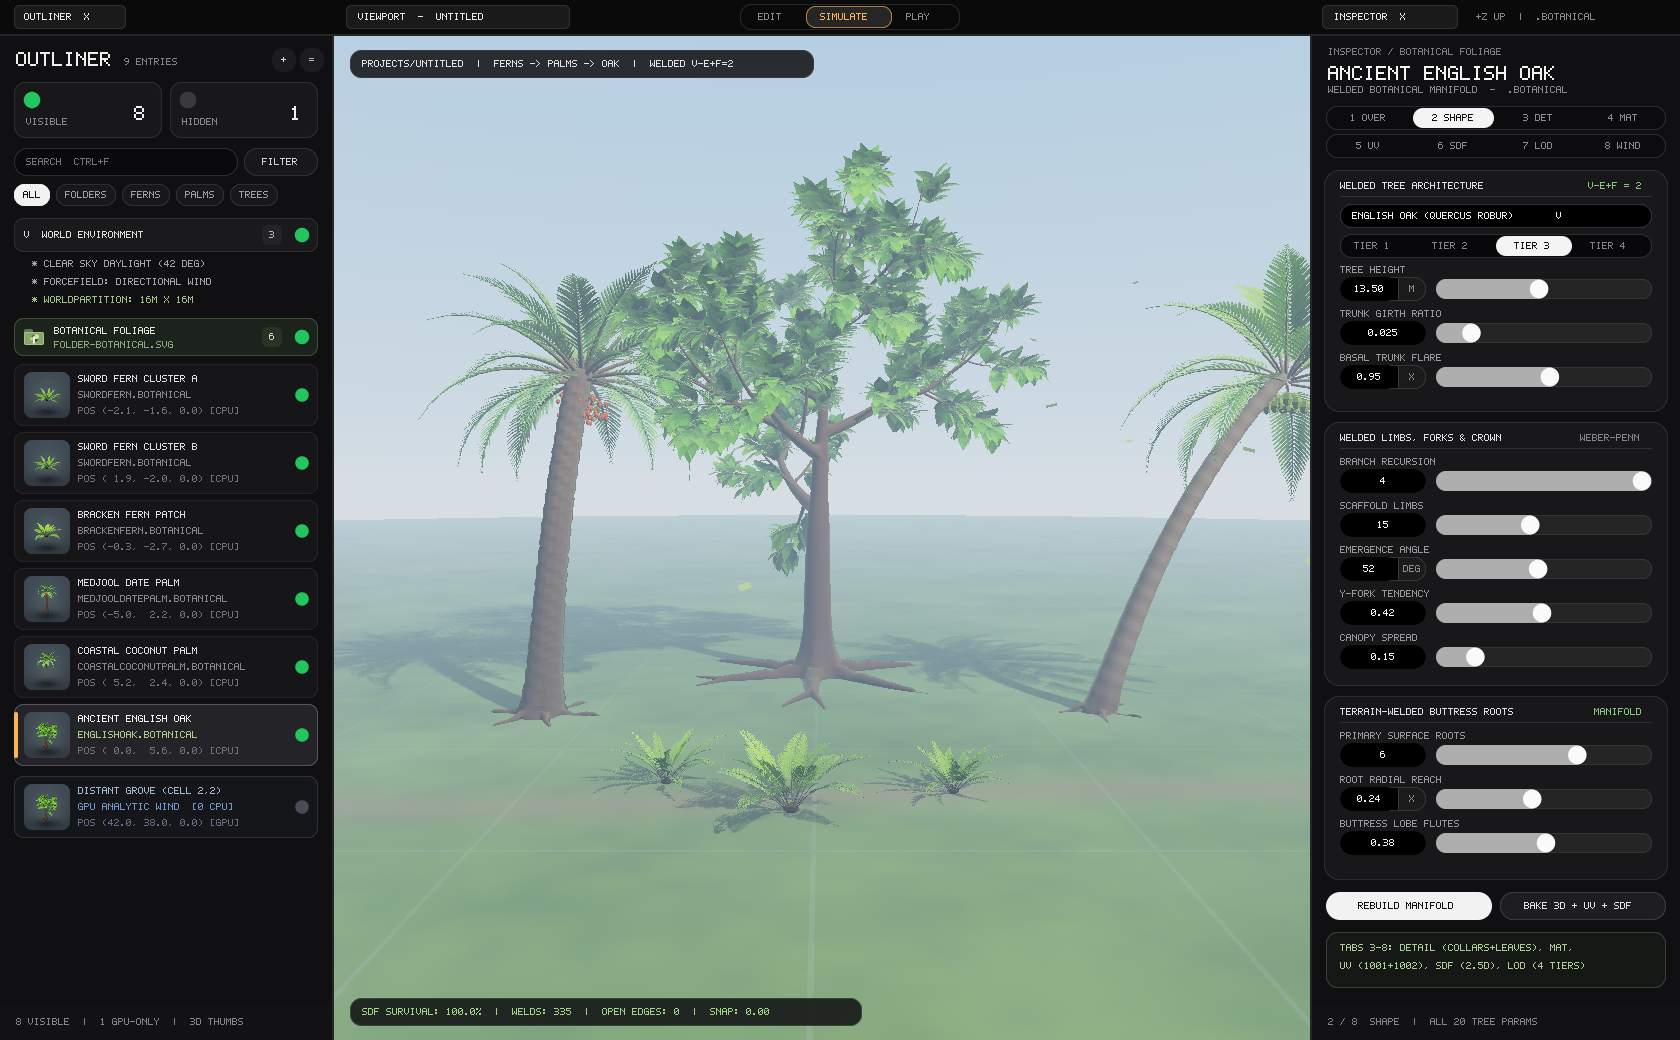 OUTLINER X
VIEWPORT - UNTITLED
EDIT SIMULATE PLAY
INSPECTOR X
+Z UP | .BOTANICAL
OUTLINER 9 ENTRIES + =
VISIBLE 8
HIDDEN 1
SEARCH CTRL+F FILTER
ALL FOLDERS FERNS PALMS TREES
V WORLD ENVIRONMENT 3
* CLEAR SKY DAYLIGHT (42 DEG)
* FORCEFIELD: DIRECTIONAL WIND
* WORLDPARTITION: 16M X 16M
BOTANICAL FOLIAGE 6
FOLDER-BOTANICAL.SVG
SWORD FERN CLUSTER A
SWORDFERN.BOTANICAL
POS (-2.1, -1.6, 0.0) [CPU]
SWORD FERN CLUSTER B
SWORDFERN.BOTANICAL
POS ( 1.9, -2.0, 0.0) [CPU]
BRACKEN FERN PATCH
BRACKENFERN.BOTANICAL
POS (-0.3, -2.7, 0.0) [CPU]
MEDJOOL DATE PALM
MEDJOOLDATEPALM.BOTANICAL
POS (-5.0, 2.2, 0.0) [CPU]
COASTAL COCONUT PALM
COASTALCOCONUTPALM.BOTANICAL
POS ( 5.2, 2.4, 0.0) [CPU]
ANCIENT ENGLISH OAK
ENGLISHOAK.BOTANICAL
POS ( 0.0, 5.6, 0.0) [CPU]
DISTANT GROVE (CELL 2,2)
GPU ANALYTIC WIND [0 CPU]
POS (42.0, 38.0, 0.0) [GPU]
8 VISIBLE | 1 GPU-ONLY | 3D THUMBS
PROJECTS/UNTITLED | FERNS -> PALMS -> OAK | WELDED V-E+F=2
SDF SURVIVAL: 100.0% | WELDS: 335 | OPEN EDGES: 0 | SNAP: 0.00
INSPECTOR / BOTANICAL FOLIAGE
ANCIENT ENGLISH OAK
WELDED BOTANICAL MANIFOLD - .BOTANICAL
1 OVER 2 SHAPE 3 DET 4 MAT
5 UV 6 SDF 7 LOD 8 WIND
WELDED TREE ARCHITECTURE V-E+F = 2
ENGLISH OAK (QUERCUS ROBUR) V
TIER 1 TIER 2 TIER 3 TIER 4
TREE HEIGHT
13.50 M
TRUNK GIRTH RATIO
0.025
BASAL TRUNK FLARE
0.95 X
WELDED LIMBS, FORKS & CROWN WEBER-PENN
BRANCH RECURSION
4
SCAFFOLD LIMBS
15
EMERGENCE ANGLE
52 DEG
Y-FORK TENDENCY
0.42
CANOPY SPREAD
0.15
TERRAIN-WELDED BUTTRESS ROOTS MANIFOLD
PRIMARY SURFACE ROOTS
6
ROOT RADIAL REACH
0.24 X
BUTTRESS LOBE FLUTES
0.38
REBUILD MANIFOLD BAKE 3D + UV + SDF
TABS 3-8: DETAIL (COLLARS+LEAVES), MAT,
UV (1001+1002), SDF (2.5D), LOD (4 TIERS)
2 / 8 SHAPE | ALL 20 TREE PARAMS